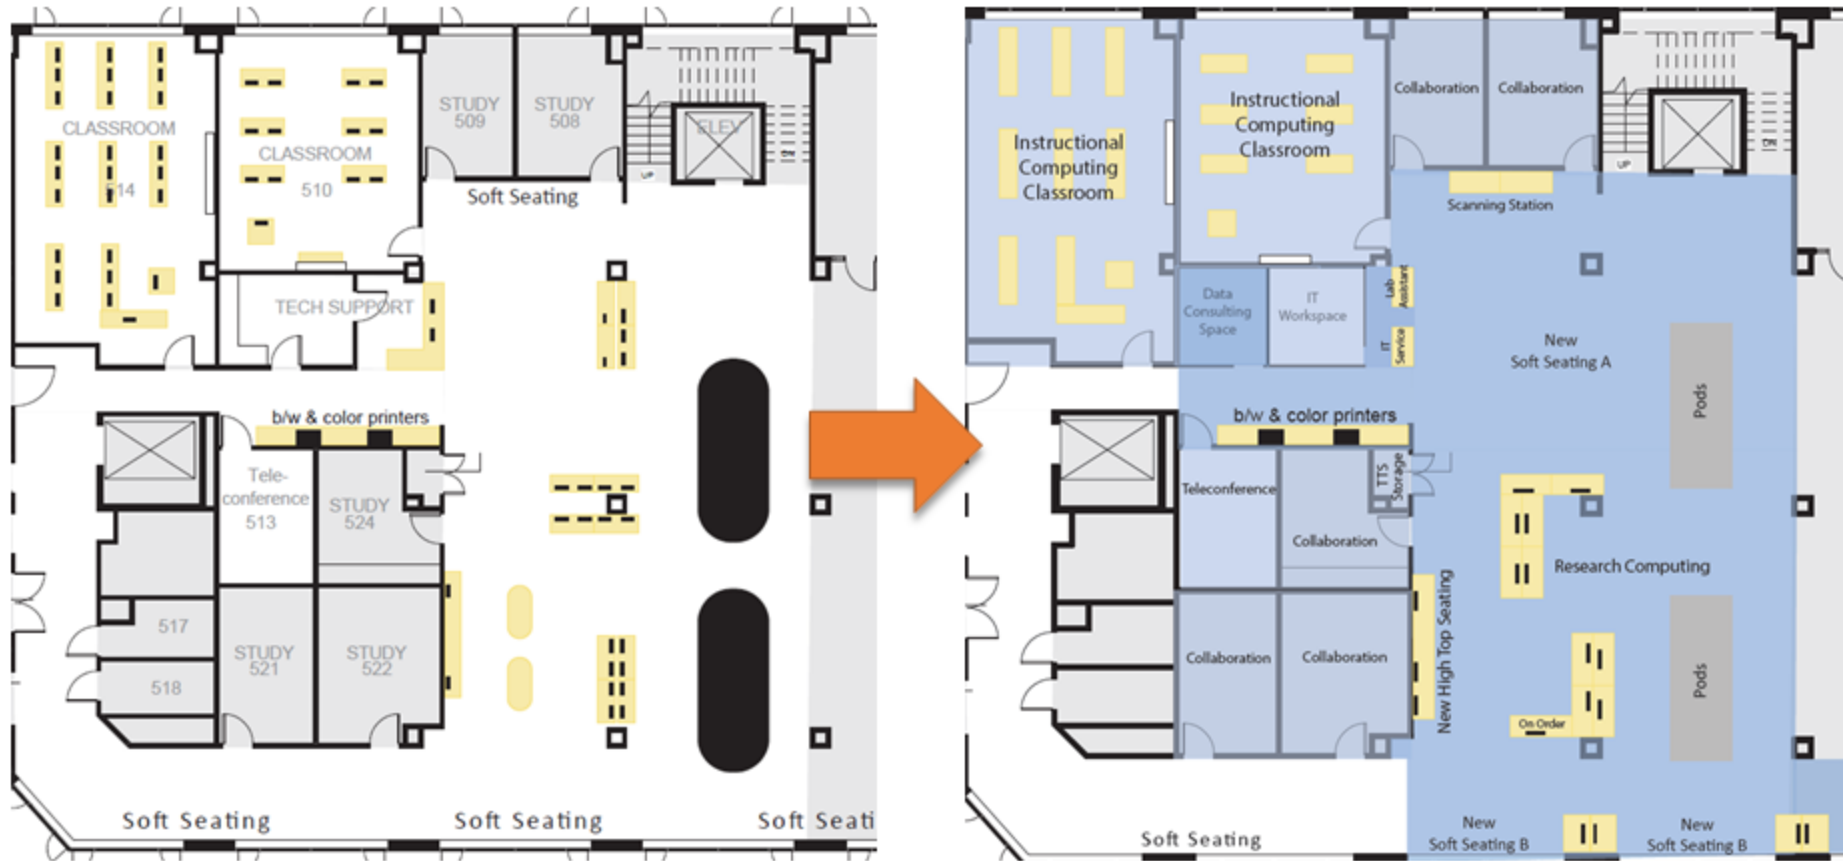 CLASSROOM
514
CLASSROOM
510
STUDY
509
STUDY
508
ELEV
UP
DN
Soft Seating
TECH SUPPORT
b/w & color printers
Tele-
conference
513
STUDY
524
517
518
STUDY
521
STUDY
522
Soft Seating
Soft Seating
Soft Seati
Instructional
Computing
Classroom
Instructional
Computing
Classroom
Collaboration
Collaboration
UP
DN
Scanning Station
Data
Consulting
Space
IT
Workspace
Lab
Assistant
IT
Service
New
Soft Seating A
Pods
b/w & color printers
Teleconference
TTS
Storage
Collaboration
Research Computing
New High Top Seating
Collaboration
Collaboration
On Order
Pods
Soft Seating
New
Soft Seating B
New
Soft Seating B